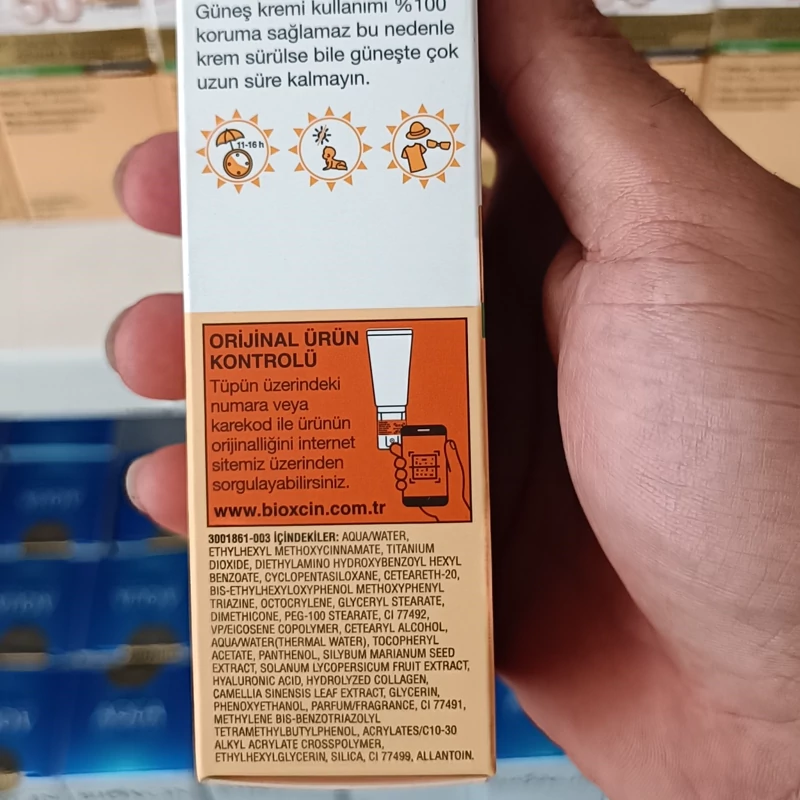 Güneş kremi kullanımı %100
koruma sağlamaz bu nedenle
krem sürülse bile güneşte çok
uzun süre kalmayın.
11-16 h
ORİJİNAL ÜRÜN
KONTROLÜ
Tüpün üzerindeki
numara veya
karekod ile ürünün
orijinalliğini internet
sitemiz üzerinden
sorgulayabilirsiniz.
www.bioxcin.com.tr
3001861-003 İÇİNDEKİLER: AQUA/WATER,
ETHYLHEXYL METHOXYCINNAMATE, TITANIUM
DIOXIDE, DIETHYLAMINO HYDROXYBENZOYL HEXYL
BENZOATE, CYCLOPENTASILOXANE, CETEARETH-20,
BIS-ETHYLHEXYLOXYPHENOL METHOXYPHENYL
TRIAZINE, OCTOCRYLENE, GLYCERYL STEARATE,
DIMETHICONE, PEG-100 STEARATE, CI 77492,
VP/EICOSENE COPOLYMER, CETEARYL ALCOHOL,
AQUA/WATER(THERMAL WATER), TOCOPHERYL
ACETATE, PANTHENOL, SILYBUM MARIANUM SEED
EXTRACT, SOLANUM LYCOPERSICUM FRUIT EXTRACT,
HYALURONIC ACID, HYDROLYZED COLLAGEN,
CAMELLIA SINENSIS LEAF EXTRACT, GLYCERIN,
PHENOXYETHANOL, PARFUM/FRAGRANCE, CI 77491,
METHYLENE BIS-BENZOTRIAZOLYL
TETRAMETHYLBUTYLPHENOL, ACRYLATES/C10-30
ALKYL ACRYLATE CROSSPOLYMER,
ETHYLHEXYLGLYCERIN, SILICA, CI 77499, ALLANTOIN.